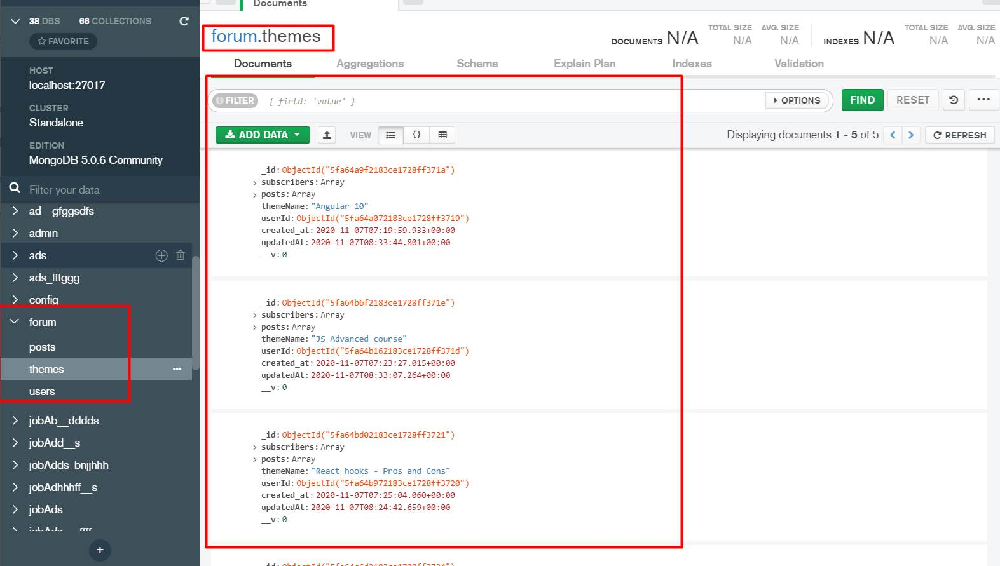 Documents
38 DBS 66 COLLECTIONS
FAVORITE
HOST
localhost:27017
CLUSTER
Standalone
EDITION
MongoDB 5.0.6 Community
Filter your data
ad__gfggsdfs
admin
ads
ads_fffggg
config
forum
posts
themes
users
jobAb__dddds
jobAdd__s
jobAdds_bnjjhhh
jobAdhhhff__s
jobAds
+
forum.themes
DOCUMENTS N/A TOTAL SIZE N/A AVG. SIZE N/A INDEXES N/A TOTAL SIZE N/A AVG. SIZE N/A
Documents Aggregations Schema Explain Plan Indexes Validation
FILTER { field: 'value' } OPTIONS FIND RESET ...
ADD DATA VIEW {} Displaying documents 1 - 5 of 5 < > REFRESH
_id: ObjectId("5fa64a9f2183ce1728ff371a")
> subscribers: Array
> posts: Array
themeName: "Angular 10"
userId: ObjectId("5fa64a072183ce1728ff3719")
created_at: 2020-11-07T07:19:59.933+00:00
updatedAt: 2020-11-07T08:33:44.801+00:00
__v: 0
_id: ObjectId("5fa64b6f2183ce1728ff371e")
> subscribers: Array
> posts: Array
themeName: "JS Advanced course"
userId: ObjectId("5fa64b162183ce1728ff371d")
created_at: 2020-11-07T07:23:27.015+00:00
updatedAt: 2020-11-07T08:33:07.264+00:00
__v: 0
_id: ObjectId("5fa64bd02183ce1728ff3721")
> subscribers: Array
> posts: Array
themeName: "React hooks - Pros and Cons"
userId: ObjectId("5fa64b972183ce1728ff3720")
created_at: 2020-11-07T07:25:04.060+00:00
updatedAt: 2020-11-07T08:24:42.659+00:00
__v: 0